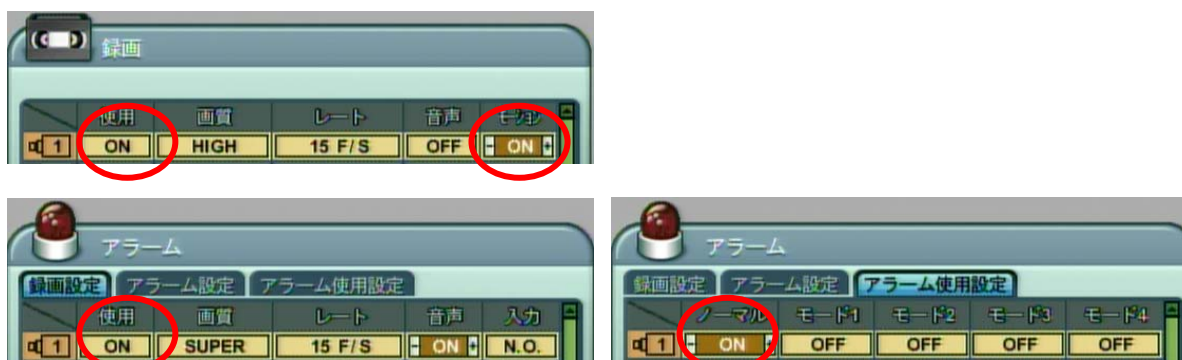 録画
使用 画質 レート 音声 モーション
1 ON HIGH 15 F/S OFF - ON +
アラーム
録画設定 アラーム設定 アラーム使用設定
使用 画質 レート 音声 入力
1 ON SUPER 15 F/S - ON + N.O.
アラーム
録画設定 アラーム設定 アラーム使用設定
ノーマル モード1 モード2 モード3 モード4
1 - ON + OFF OFF OFF OFF